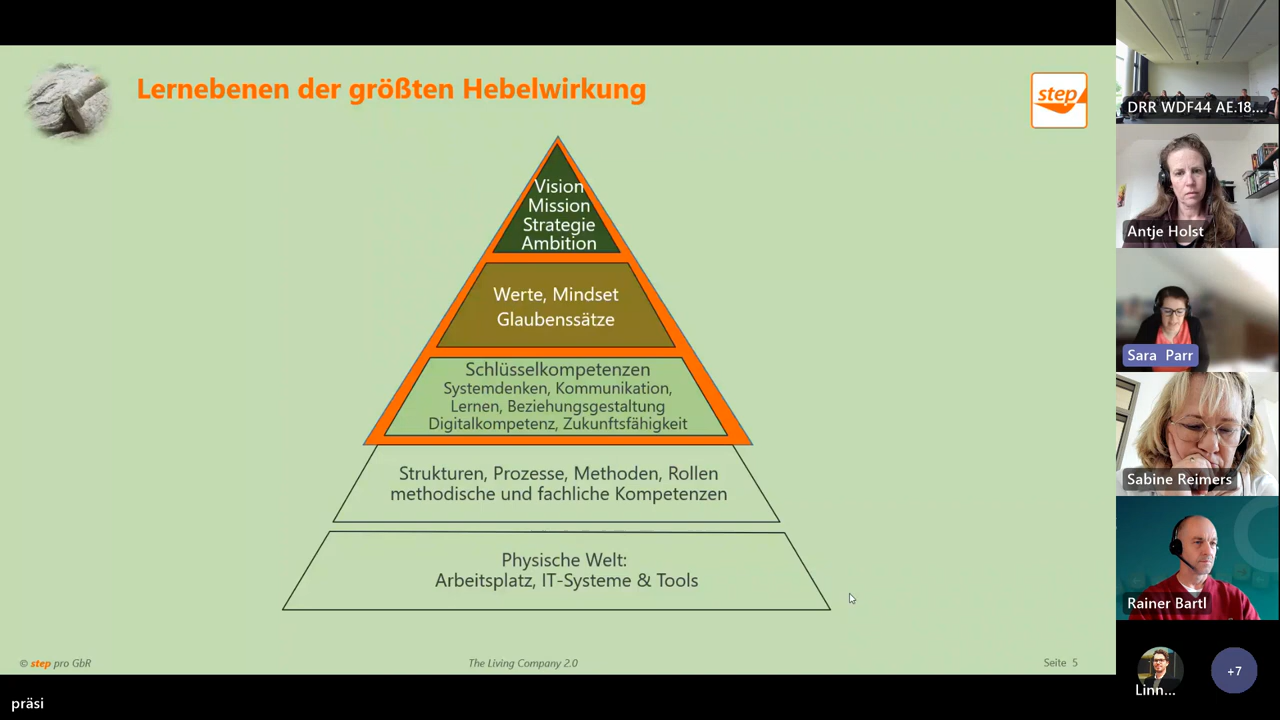 Lernebenen der größten Hebelwirkung
step
Vision
Mission
Strategie
Ambition
Werte, Mindset
Glaubenssätze
Schlüsselkompetenzen
Systemdenken, Kommunikation,
Lernen, Beziehungsgestaltung
Digitalkompetenz, Zukunftsfähigkeit
Strukturen, Prozesse, Methoden, Rollen
methodische und fachliche Kompetenzen
Physische Welt:
Arbeitsplatz, IT-Systeme & Tools
© step pro GbR
The Living Company 2.0
Seite 5
präsi
DRR WDF44 AE.18...
Antje Holst
Sara Parr
Sabine Reimers
Rainer Bartl
Linn...
+7